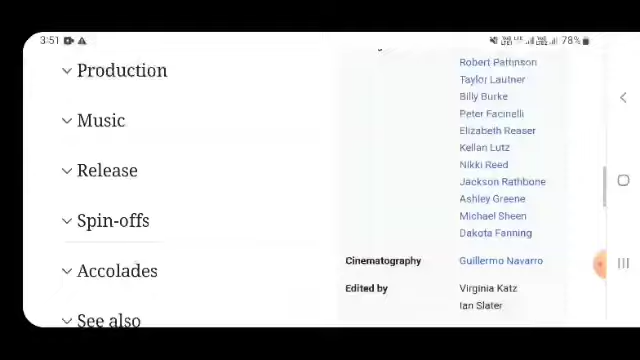 3:51
78%
Production
Music
Release
Spin-offs
Accolades
See also
Robert Pattinson
Taylor Lautner
Billy Burke
Peter Facinelli
Elizabeth Reaser
Kellan Lutz
Nikki Reed
Jackson Rathbone
Ashley Greene
Michael Sheen
Dakota Fanning
Cinematography Guillermo Navarro
Edited by Virginia Katz
Ian Slater